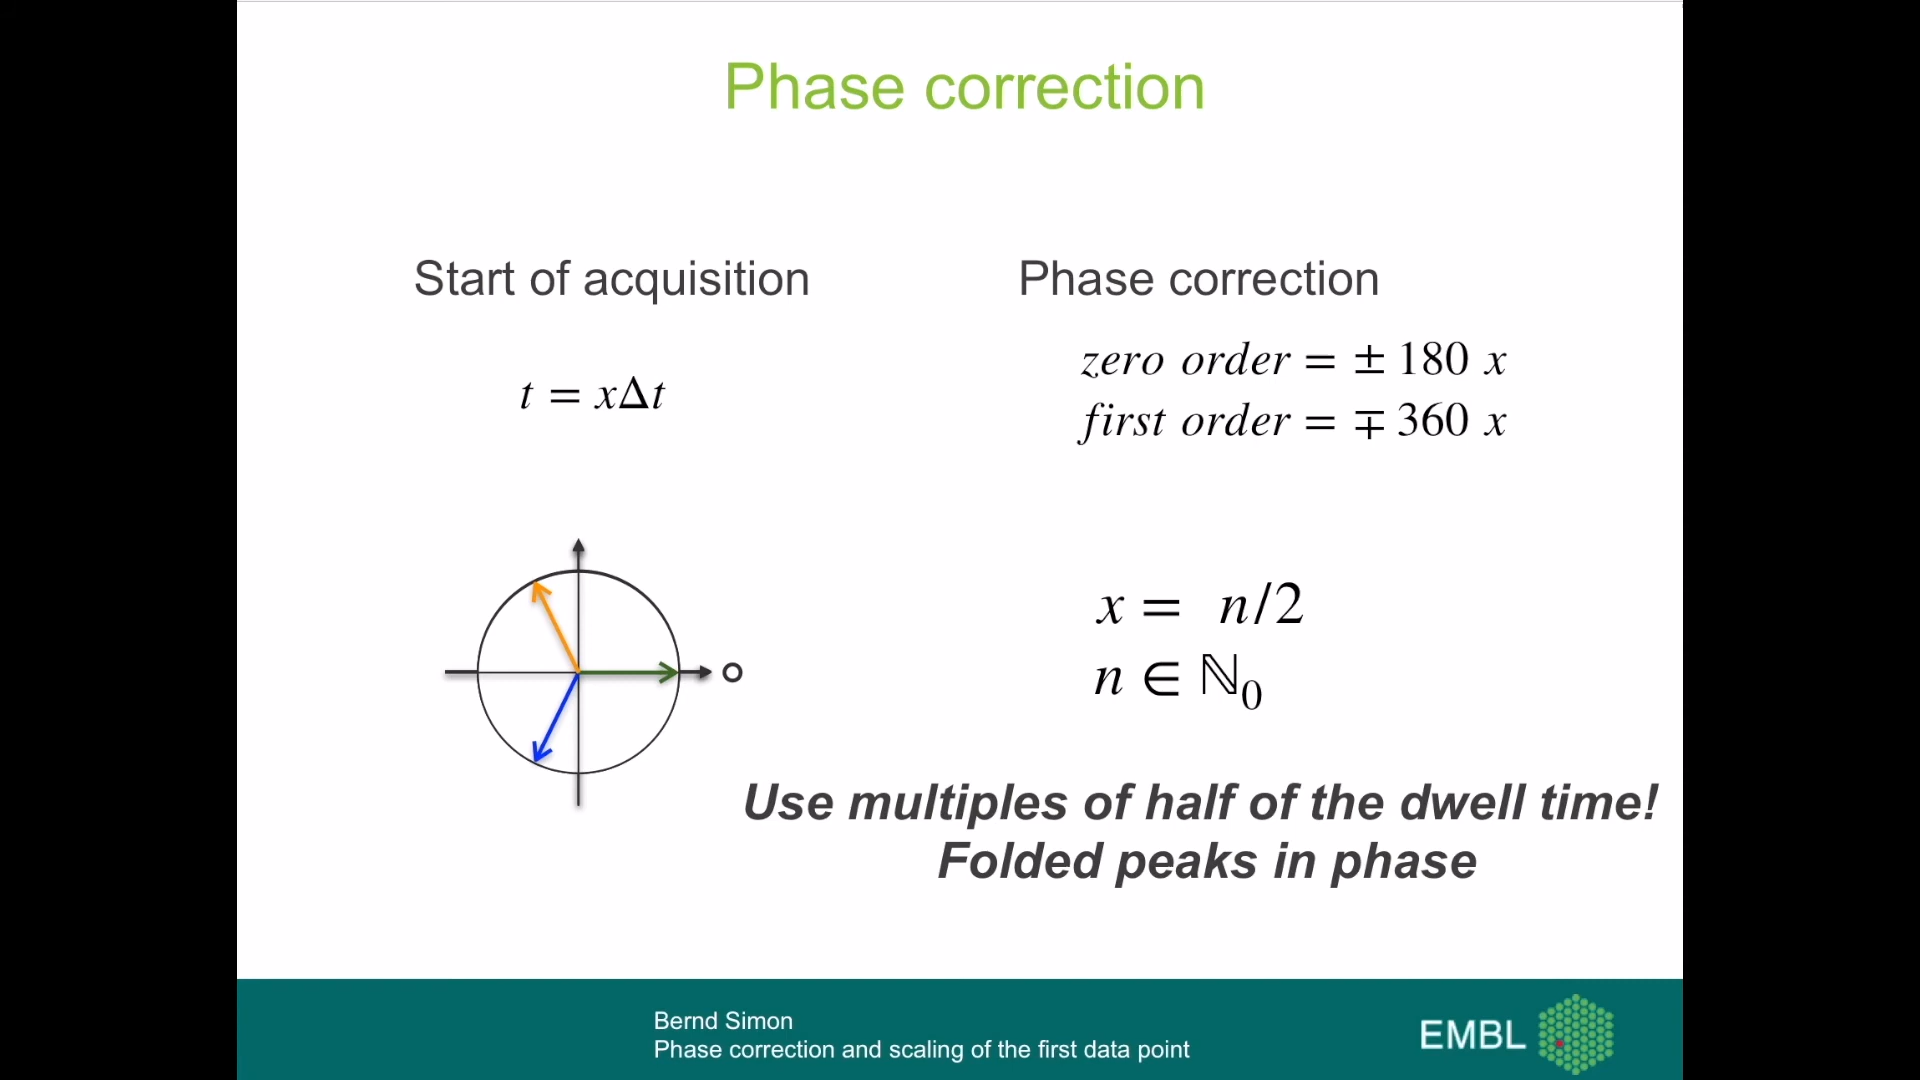 Phase correction
Start of acquisition
Phase correction
t = xΔt
zero order = ± 180 x
first order = ∓ 360 x
x = n/2
n ∈ ℕ₀
Use multiples of half of the dwell time!
Folded peaks in phase
Bernd Simon
Phase correction and scaling of the first data point
EMBL